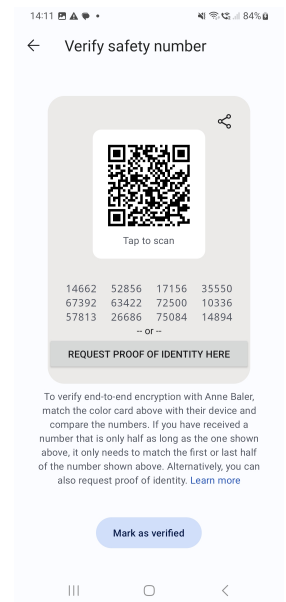 14:11 84%
Verify safety number
Tap to scan
14662 52856 17156 35550
67392 63422 72500 10336
57813 26686 75084 14894
-- or --
REQUEST PROOF OF IDENTITY HERE
To verify end-to-end encryption with Anne Baler,
match the color card above with their device and
compare the numbers. If you have received a
number that is only half as long as the one shown
above, it only needs to match the first or last half
of the number shown above. Alternatively, you can
also request proof of identity. Learn more
Mark as verified